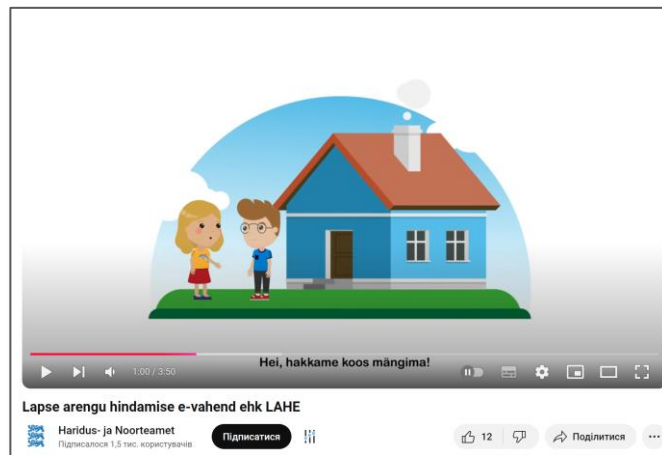 Hei, hakkame koos mängima!
1:00 / 3:50
Lapse arengu hindamise e-vahend ehk LAHE
Haridus- ja Noorteamet
Підписалося 1,5 тис. користувачів
Підписатися
12
Поділитися